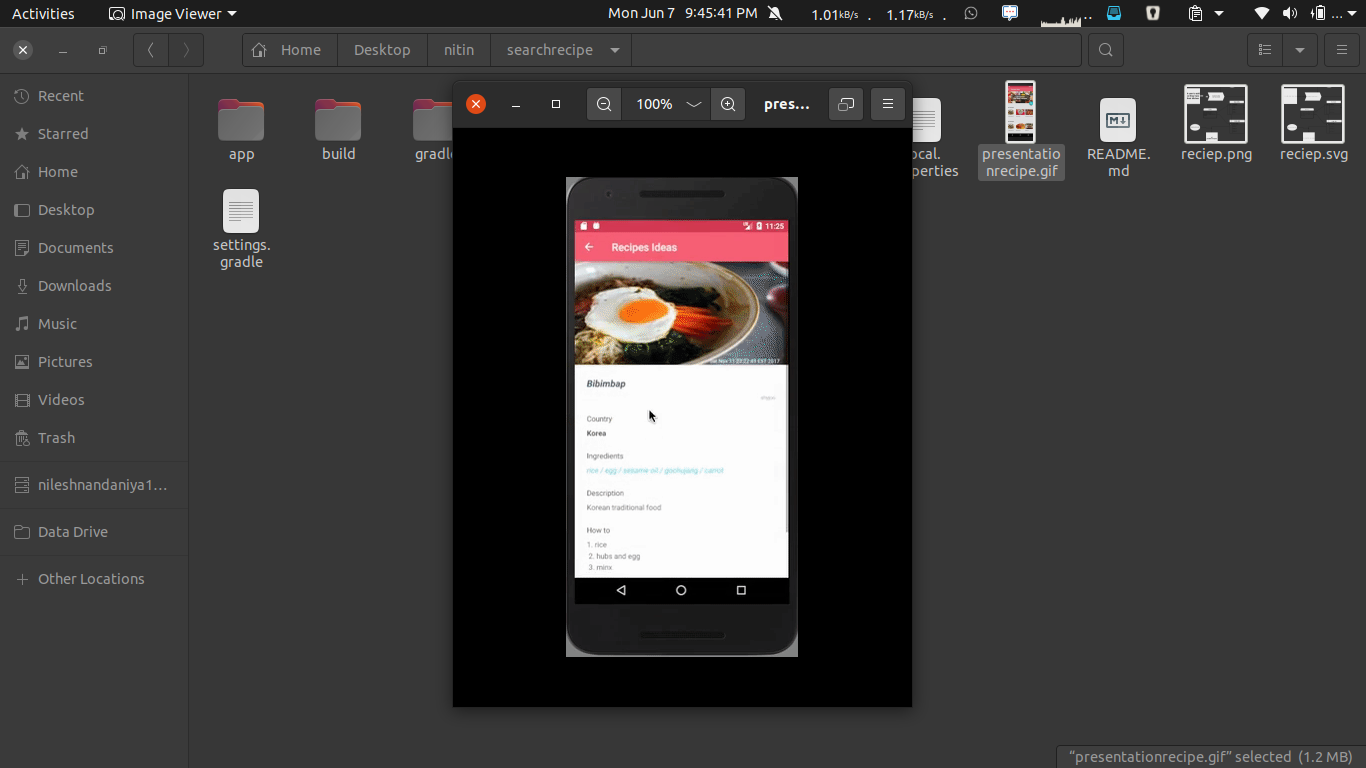 Activities
Image Viewer
Mon Jun 7 9:45:41 PM
1.01kB/s .
1.17kB/s .
...
Home
Desktop
nitin
searchrecipe
Recent
Starred
Home
Desktop
Documents
Downloads
Music
Pictures
Videos
Trash
nileshnandaniya1...
Data Drive
Other Locations
app
build
gradle
ocal.
perties
presentatio
nrecipe.gif
README.
md
reciep.png
reciep.svg
settings.
gradle
100%
pres...
11:25
Recipes Ideas
Bibimbap
Country
Korea
Ingredients
rice / egg / sesame oil / gochujang / carrot
Description
Korean traditional food
How to
1. rice
2. hubs and egg
3. minx
"presentationrecipe.gif" selected (1.2 MB)